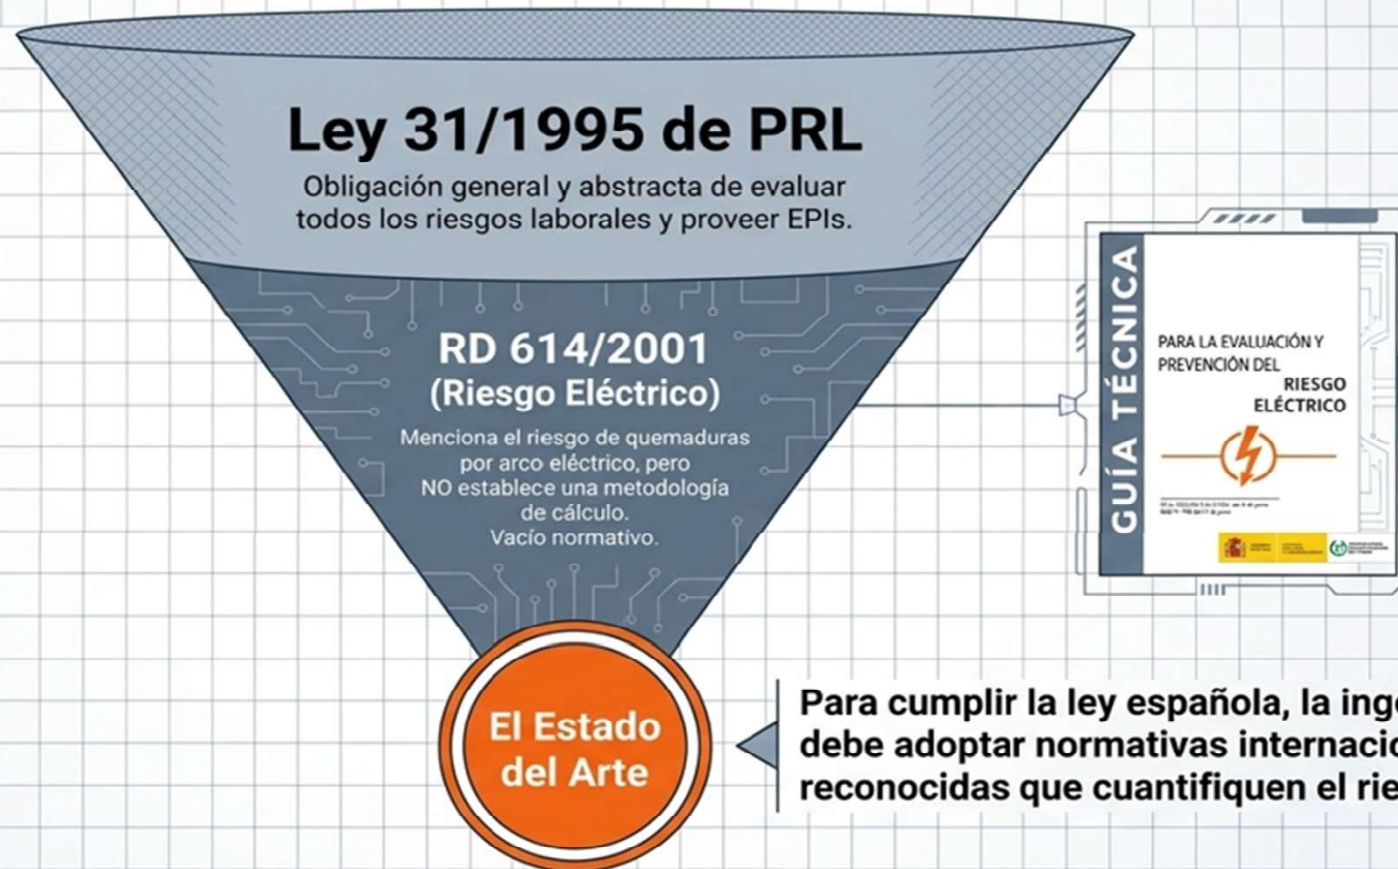 Ley 31/1995 de PRL
Obligación general y abstracta de evaluar
todos los riesgos laborales y proveer EPIs.
RD 614/2001
(Riesgo Eléctrico)
Menciona el riesgo de quemaduras
por arco eléctrico, pero
NO establece una metodología
de cálculo.
Vacío normativo.
GUÍA TÉCNICA
PARA LA EVALUACIÓN Y
PREVENCIÓN DEL
RIESGO
ELÉCTRICO
El Estado
del Arte
Para cumplir la ley española, la inge
debe adoptar normativas internacio
reconocidas que cuantifiquen el rie